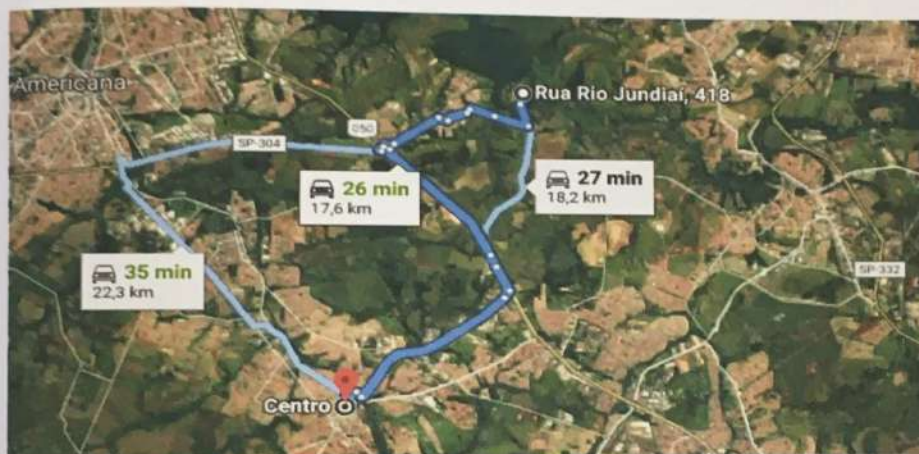 Americana
Rua Rio Jundiaí, 418
050
SP-304
26 min
17,6 km
27 min
18,2 km
35 min
22,3 km
SP-332
Centro